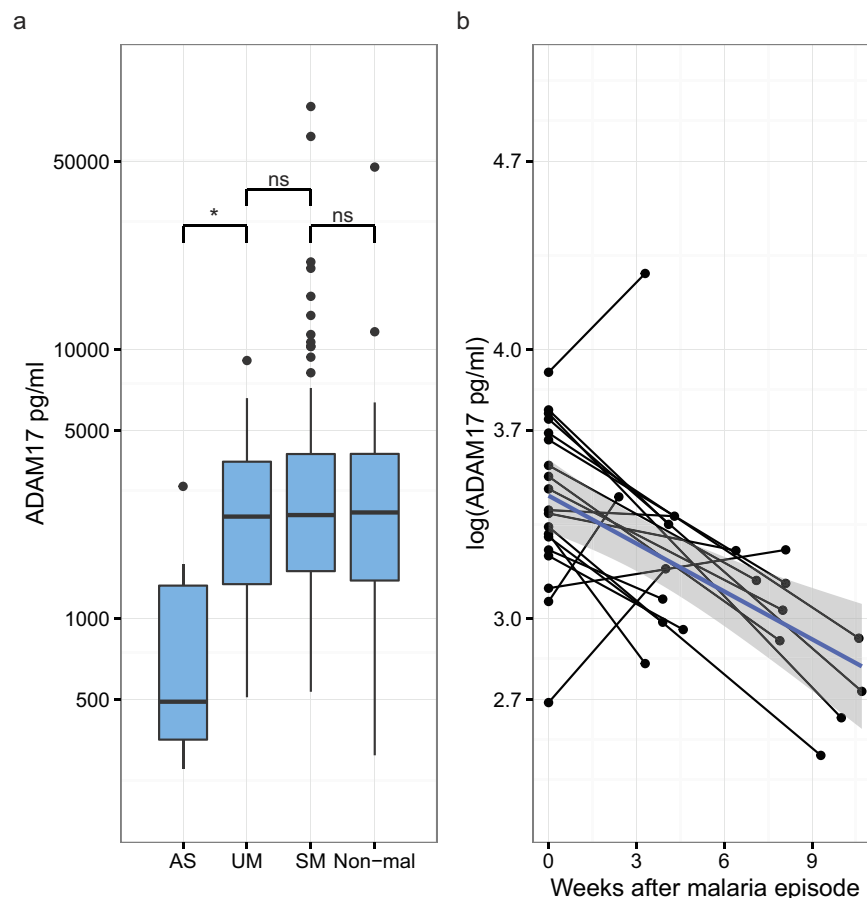 a
b
50000
10000
5000
1000
500
ADAM17 pg/ml
*
ns
ns
AS UM SM Non-mal
4.7
4.0
3.7
3.0
2.7
log(ADAM17 pg/ml)
0 3 6 9
Weeks after malaria episode